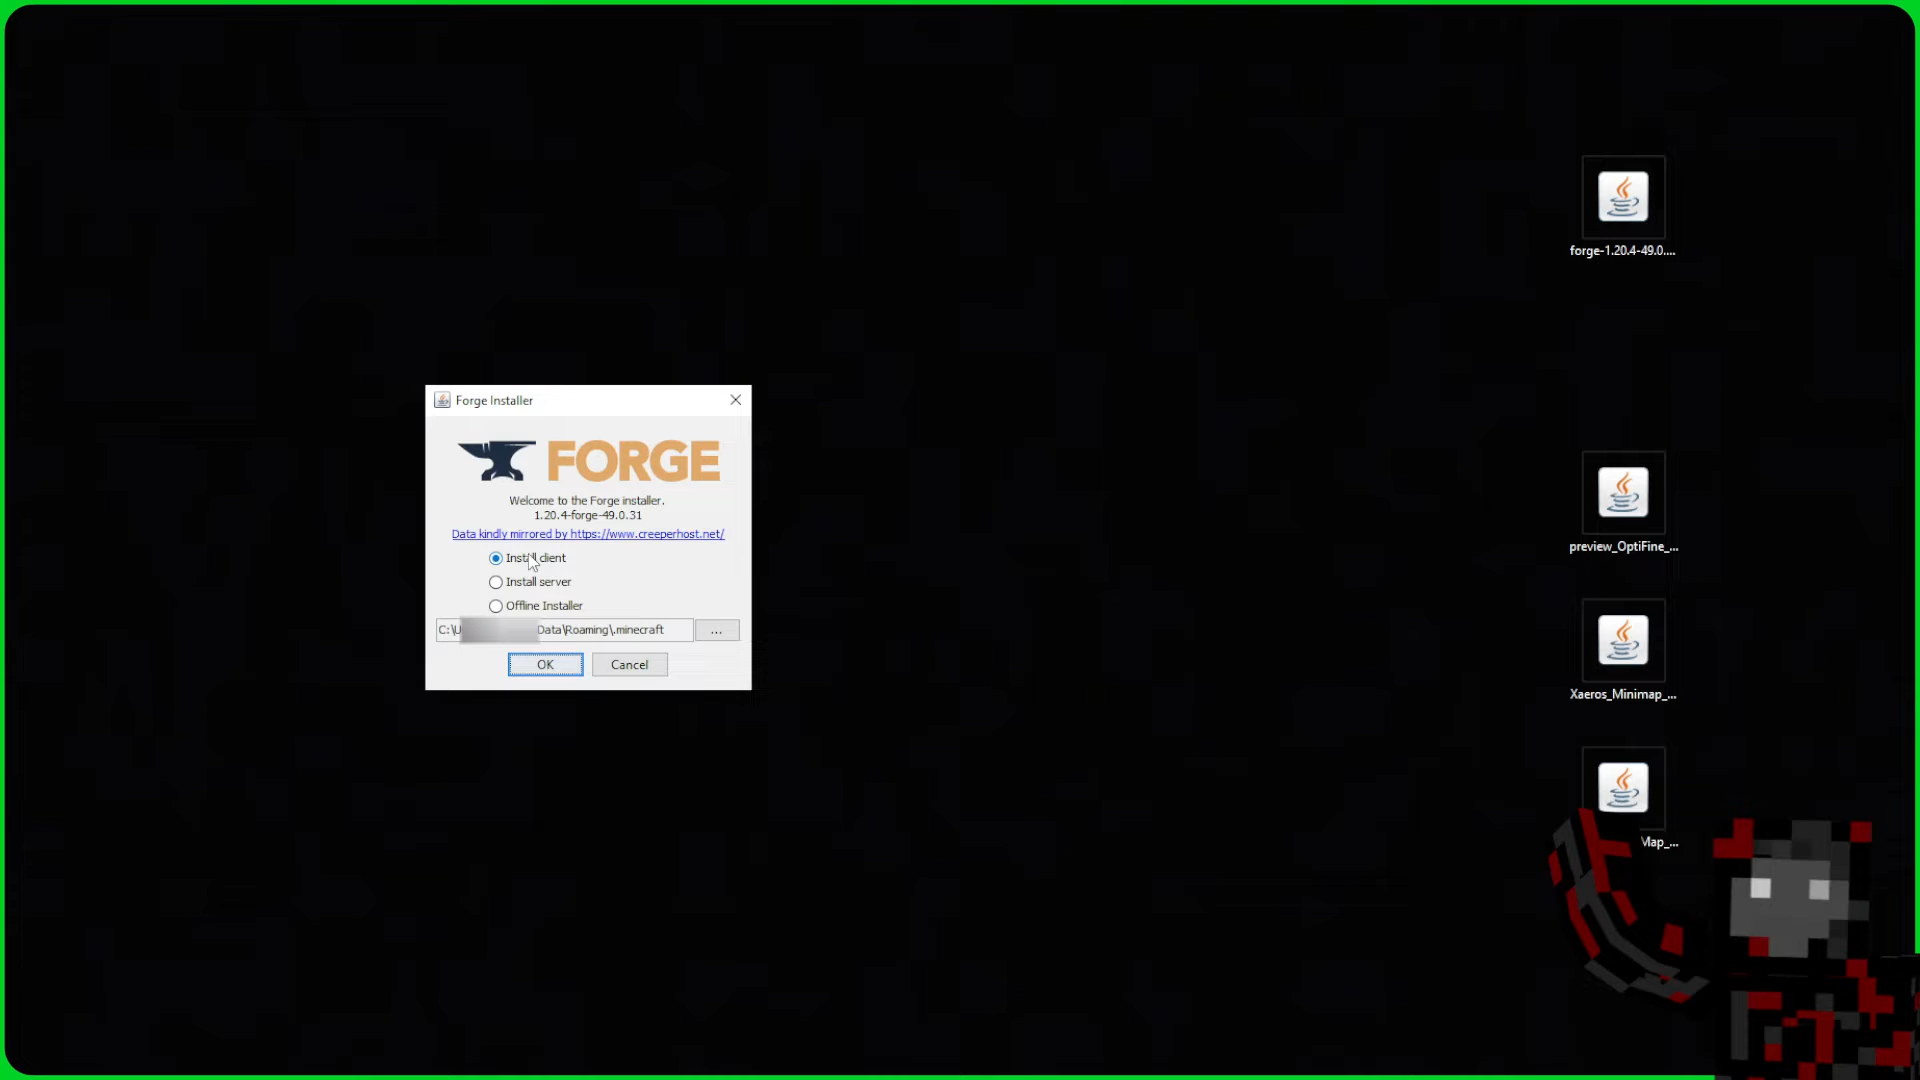 forge-1.20.4-49.0....
Forge Installer
FORGE
Welcome to the Forge installer.
1.20.4-forge-49.0.31
Data kindly mirrored by https://www.creeperhost.net/
Install client
Install server
Offline Installer
C:\U Data\Roaming\.minecraft
...
OK
Cancel
preview_OptiFine_...
Xaeros_Minimap_...
Map_...